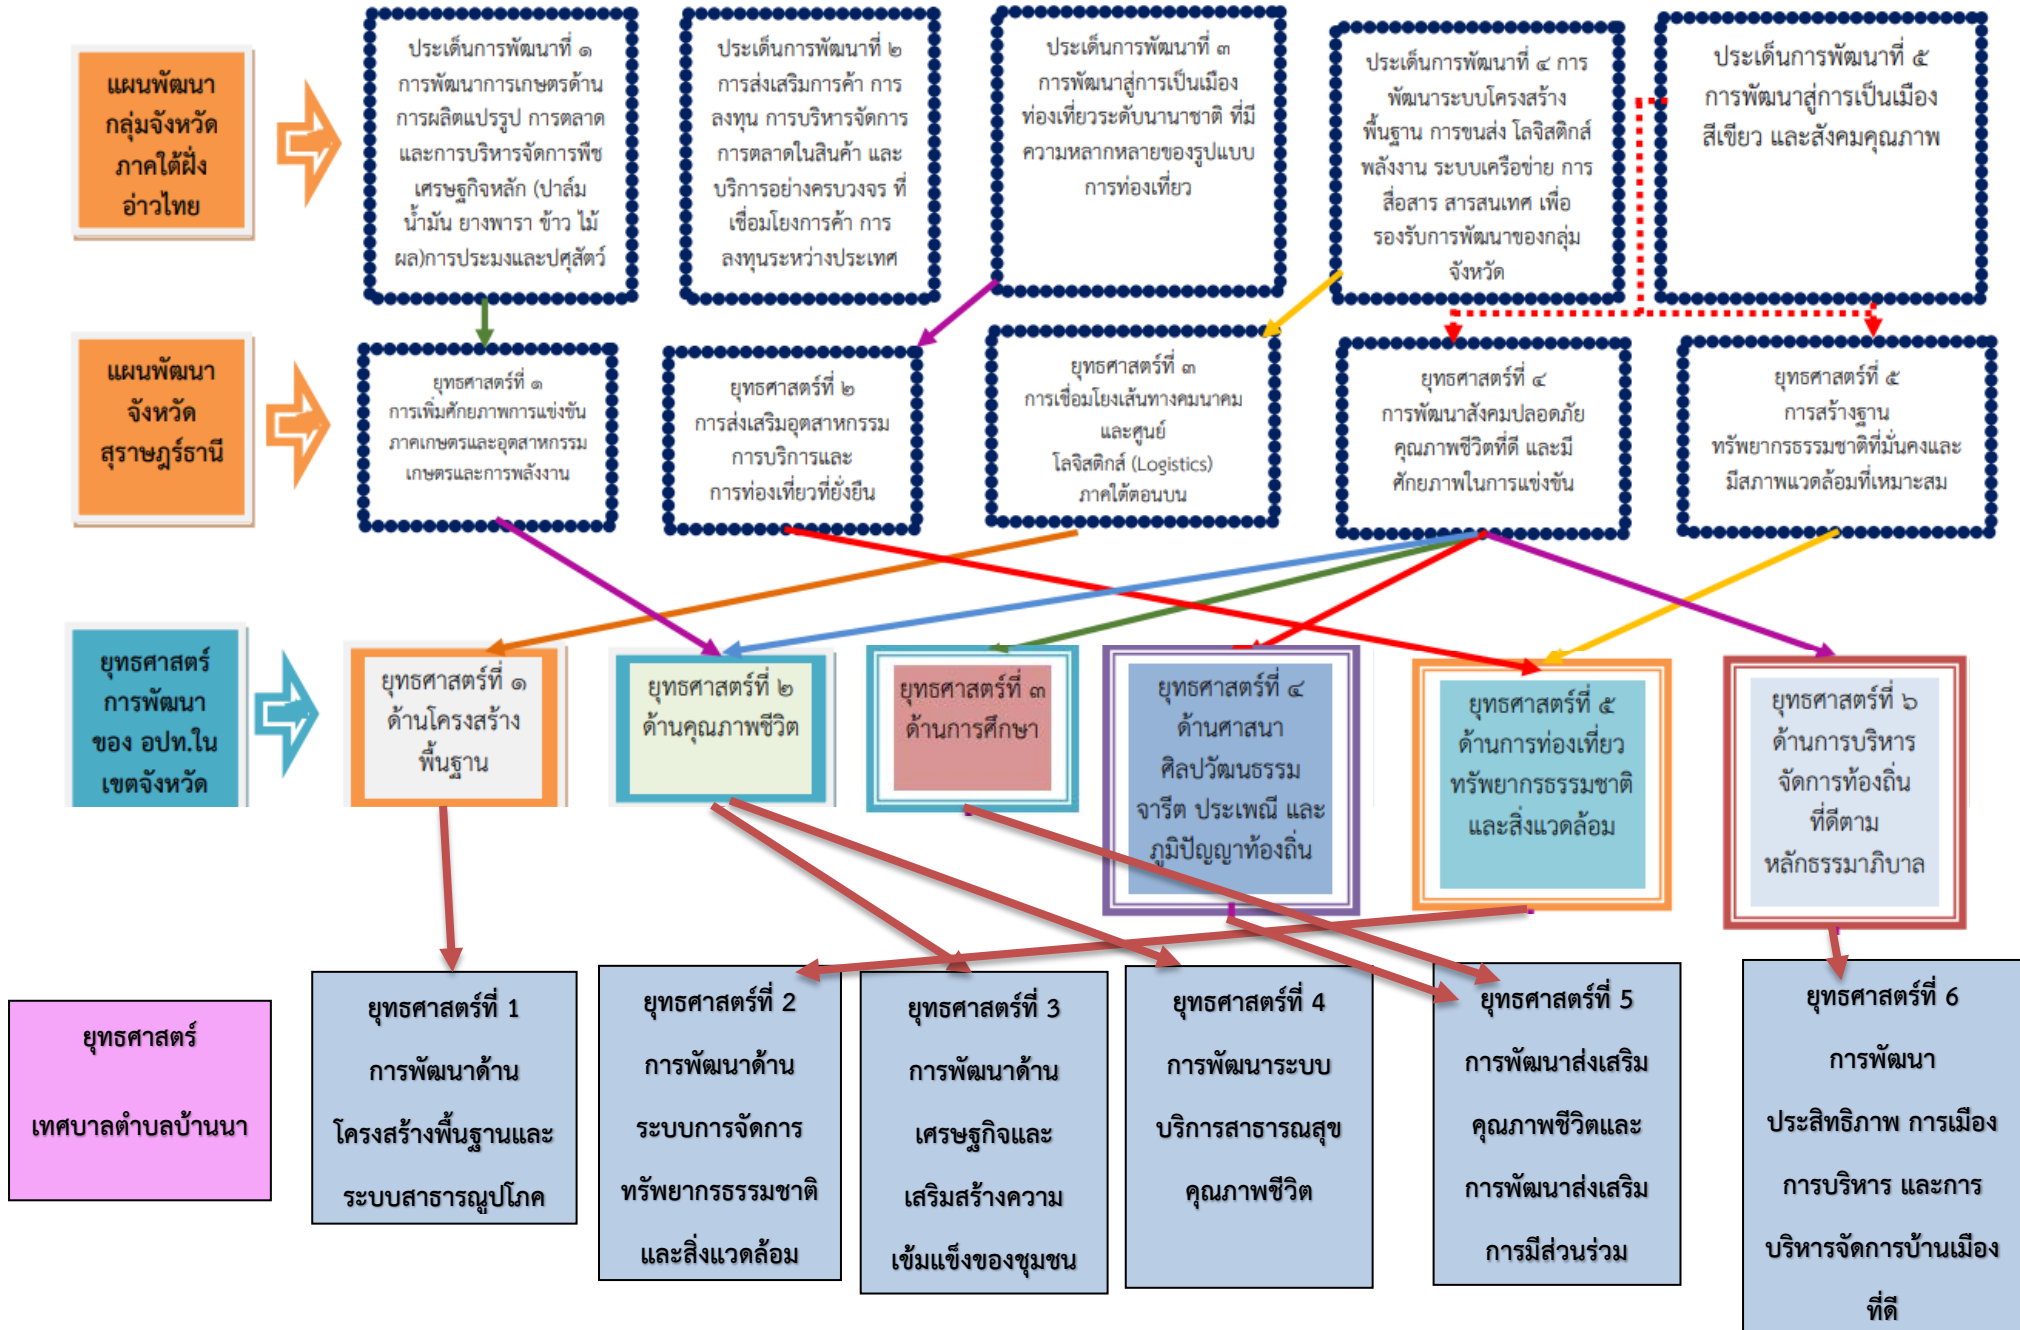 แผนพัฒนา
กลุ่มจังหวัด
ภาคใต้ฝั่ง
อ่าวไทย
ประเด็นการพัฒนาที่ ๑
การพัฒนาการเกษตรด้าน
การผลิตแปรรูป การตลาด
และการบริหารจัดการพืช
เศรษฐกิจหลัก (ปาล์ม
น้ำมัน ยางพารา ข้าว ไม้
ผล)การประมงและปศุสัตว์
ประเด็นการพัฒนาที่ ๒
การส่งเสริมการค้า การ
ลงทุน การบริหารจัดการ
การตลาดในสินค้า และ
บริการอย่างครบวงจร ที่
เชื่อมโยงการค้า การ
ลงทุนระหว่างประเทศ
ประเด็นการพัฒนาที่ ๓
การพัฒนาสู่การเป็นเมือง
ท่องเที่ยวระดับนานาชาติ ที่มี
ความหลากหลายของรูปแบบ
การท่องเที่ยว
ประเด็นการพัฒนาที่ ๔ การ
พัฒนาระบบโครงสร้าง
พื้นฐาน การขนส่ง โลจิสติกส์
พลังงาน ระบบเครือข่าย การ
สื่อสาร สารสนเทศ เพื่อ
รองรับการพัฒนาของกลุ่ม
จังหวัด
ประเด็นการพัฒนาที่ ๕
การพัฒนาสู่การเป็นเมือง
สีเขียว และสังคมคุณภาพ
แผนพัฒนา
จังหวัด
สุราษฎร์ธานี
ยุทธศาสตร์ที่ ๑
การเพิ่มศักยภาพการแข่งขัน
ภาคเกษตรและอุตสาหกรรม
เกษตรและการพลังงาน
ยุทธศาสตร์ที่ ๒
การส่งเสริมอุตสาหกรรม
การบริการและ
การท่องเที่ยวที่ยั่งยืน
ยุทธศาสตร์ที่ ๓
การเชื่อมโยงเส้นทางคมนาคม
และศูนย์
โลจิสติกส์ (Logistics)
ภาคใต้ตอนบน
ยุทธศาสตร์ที่ ๔
การพัฒนาสังคมปลอดภัย
คุณภาพชีวิตที่ดี และมี
ศักยภาพในการแข่งขัน
ยุทธศาสตร์ที่ ๕
การสร้างฐาน
ทรัพยากรธรรมชาติที่มั่นคงและ
มีสภาพแวดล้อมที่เหมาะสม
ยุทธศาสตร์
การพัฒนา
ของ อปท.ใน
เขตจังหวัด
ยุทธศาสตร์ที่ ๑
ด้านโครงสร้าง
พื้นฐาน
ยุทธศาสตร์ที่ ๒
ด้านคุณภาพชีวิต
ยุทธศาสตร์ที่ ๓
ด้านการศึกษา
ยุทธศาสตร์ที่ ๔
ด้านศาสนา
ศิลปวัฒนธรรม
จารีต ประเพณี และ
ภูมิปัญญาท้องถิ่น
ยุทธศาสตร์ที่ ๕
ด้านการท่องเที่ยว
ทรัพยากรธรรมชาติ
และสิ่งแวดล้อม
ยุทธศาสตร์ที่ ๖
ด้านการบริหาร
จัดการท้องถิ่น
ที่ดีตาม
หลักธรรมาภิบาล
ยุทธศาสตร์
เทศบาลตำบลบ้านนา
ยุทธศาสตร์ที่ 1
การพัฒนาด้าน
โครงสร้างพื้นฐานและ
ระบบสาธารณูปโภค
ยุทธศาสตร์ที่ 2
การพัฒนาด้าน
ระบบการจัดการ
ทรัพยากรธรรมชาติ
และสิ่งแวดล้อม
ยุทธศาสตร์ที่ 3
การพัฒนาด้าน
เศรษฐกิจและ
เสริมสร้างความ
เข้มแข็งของชุมชน
ยุทธศาสตร์ที่ 4
การพัฒนาระบบ
บริการสาธารณสุข
คุณภาพชีวิต
ยุทธศาสตร์ที่ 5
การพัฒนาส่งเสริม
คุณภาพชีวิตและ
การพัฒนาส่งเสริม
การมีส่วนร่วม
ยุทธศาสตร์ที่ 6
การพัฒนา
ประสิทธิภาพ การเมือง
การบริหาร และการ
บริหารจัดการบ้านเมือง
ที่ดี